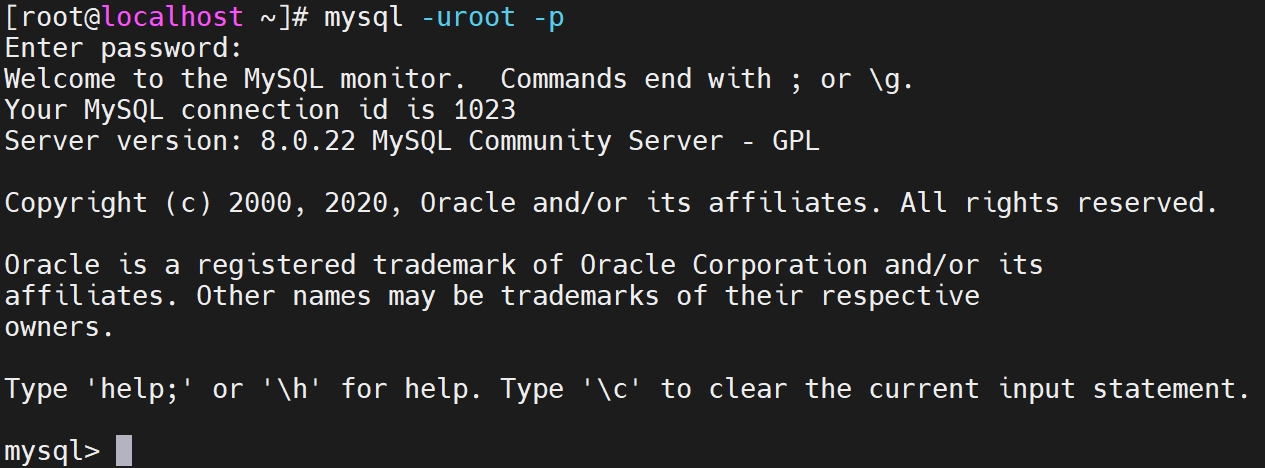 [root@localhost ~]# mysql -uroot -p
Enter password:
Welcome to the MySQL monitor.  Commands end with ; or \g.
Your MySQL connection id is 1023
Server version: 8.0.22 MySQL Community Server - GPL
Copyright (c) 2000, 2020, Oracle and/or its affiliates. All rights reserved.
Oracle is a registered trademark of Oracle Corporation and/or its
affiliates. Other names may be trademarks of their respective
owners.
Type 'help;' or '\h' for help. Type '\c' to clear the current input statement.
mysql>